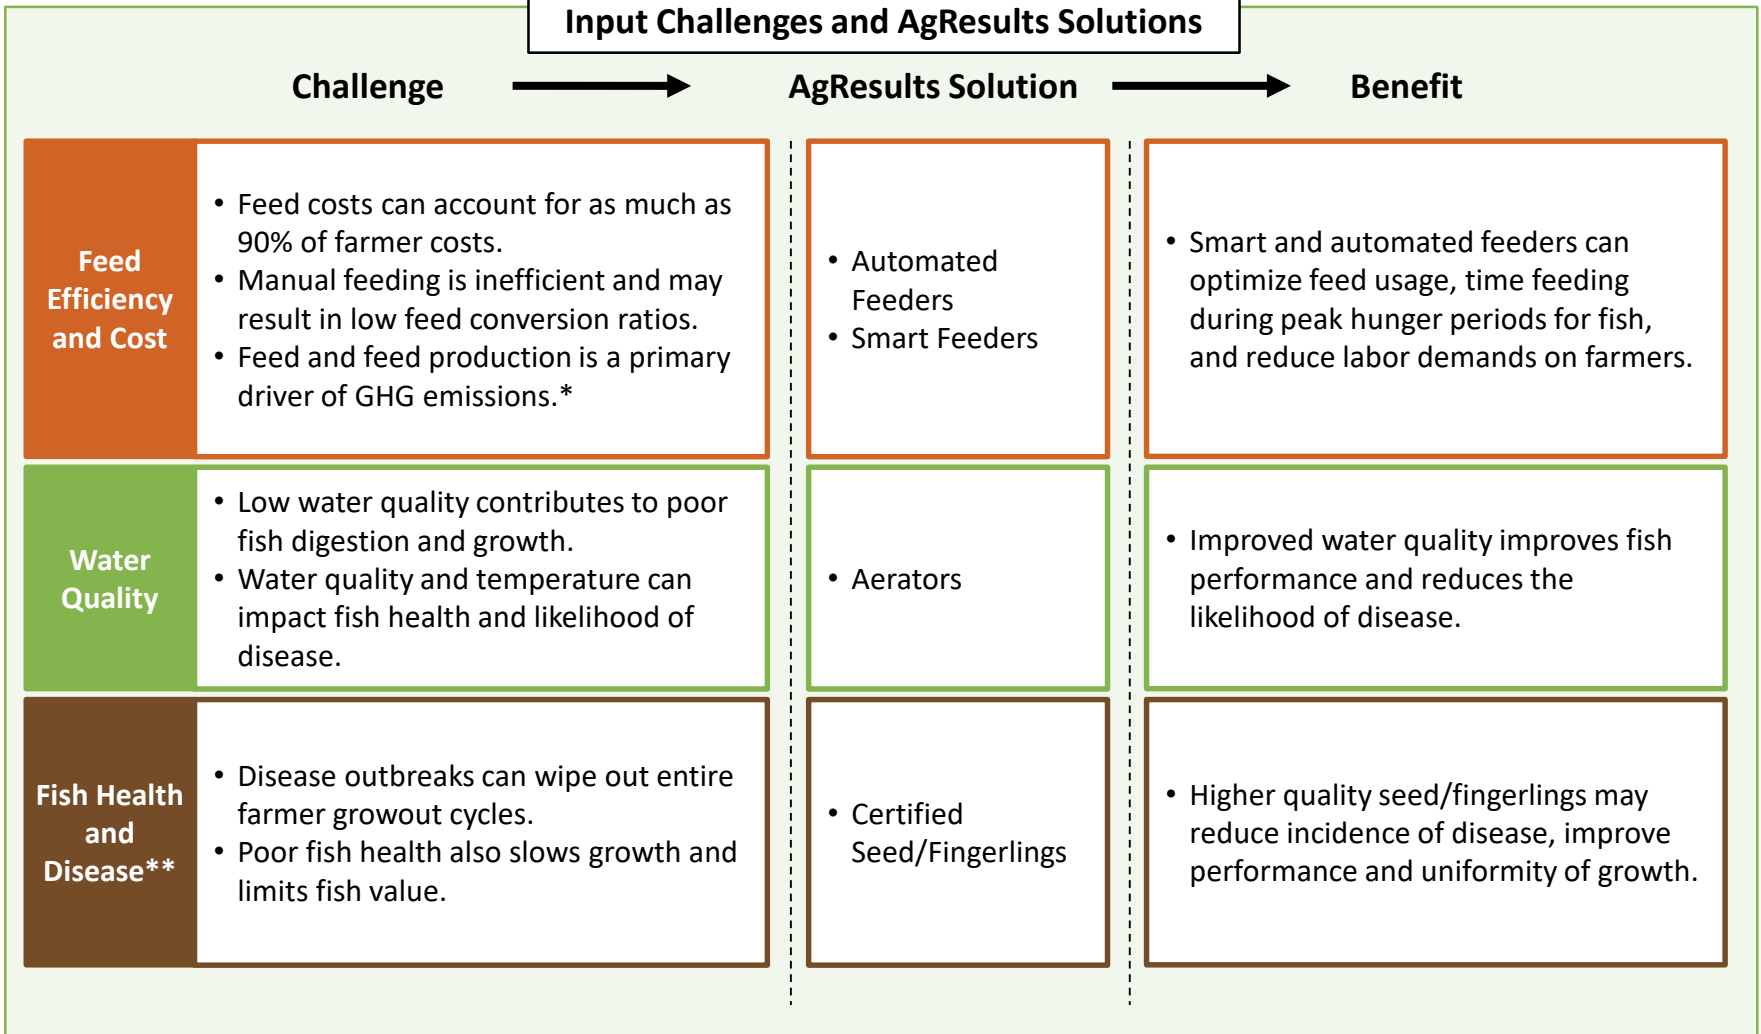 Input Challenges and AgResults Solutions
Challenge
AgResults Solution
Benefit
Feed
Efficiency
and Cost
• Feed costs can account for as much as
90% of farmer costs.
• Manual feeding is inefficient and may
result in low feed conversion ratios.
• Feed and feed production is a primary
driver of GHG emissions.*
• Automated
Feeders
• Smart Feeders
• Smart and automated feeders can
optimize feed usage, time feeding
during peak hunger periods for fish,
and reduce labor demands on farmers.
Water
Quality
• Low water quality contributes to poor
fish digestion and growth.
• Water quality and temperature can
impact fish health and likelihood of
disease.
• Aerators
• Improved water quality improves fish
performance and reduces the
likelihood of disease.
Fish Health
and
Disease**
• Disease outbreaks can wipe out entire
farmer growout cycles.
• Poor fish health also slows growth and
limits fish value.
• Certified
Seed/Fingerlings
• Higher quality seed/fingerlings may
reduce incidence of disease, improve
performance and uniformity of growth.